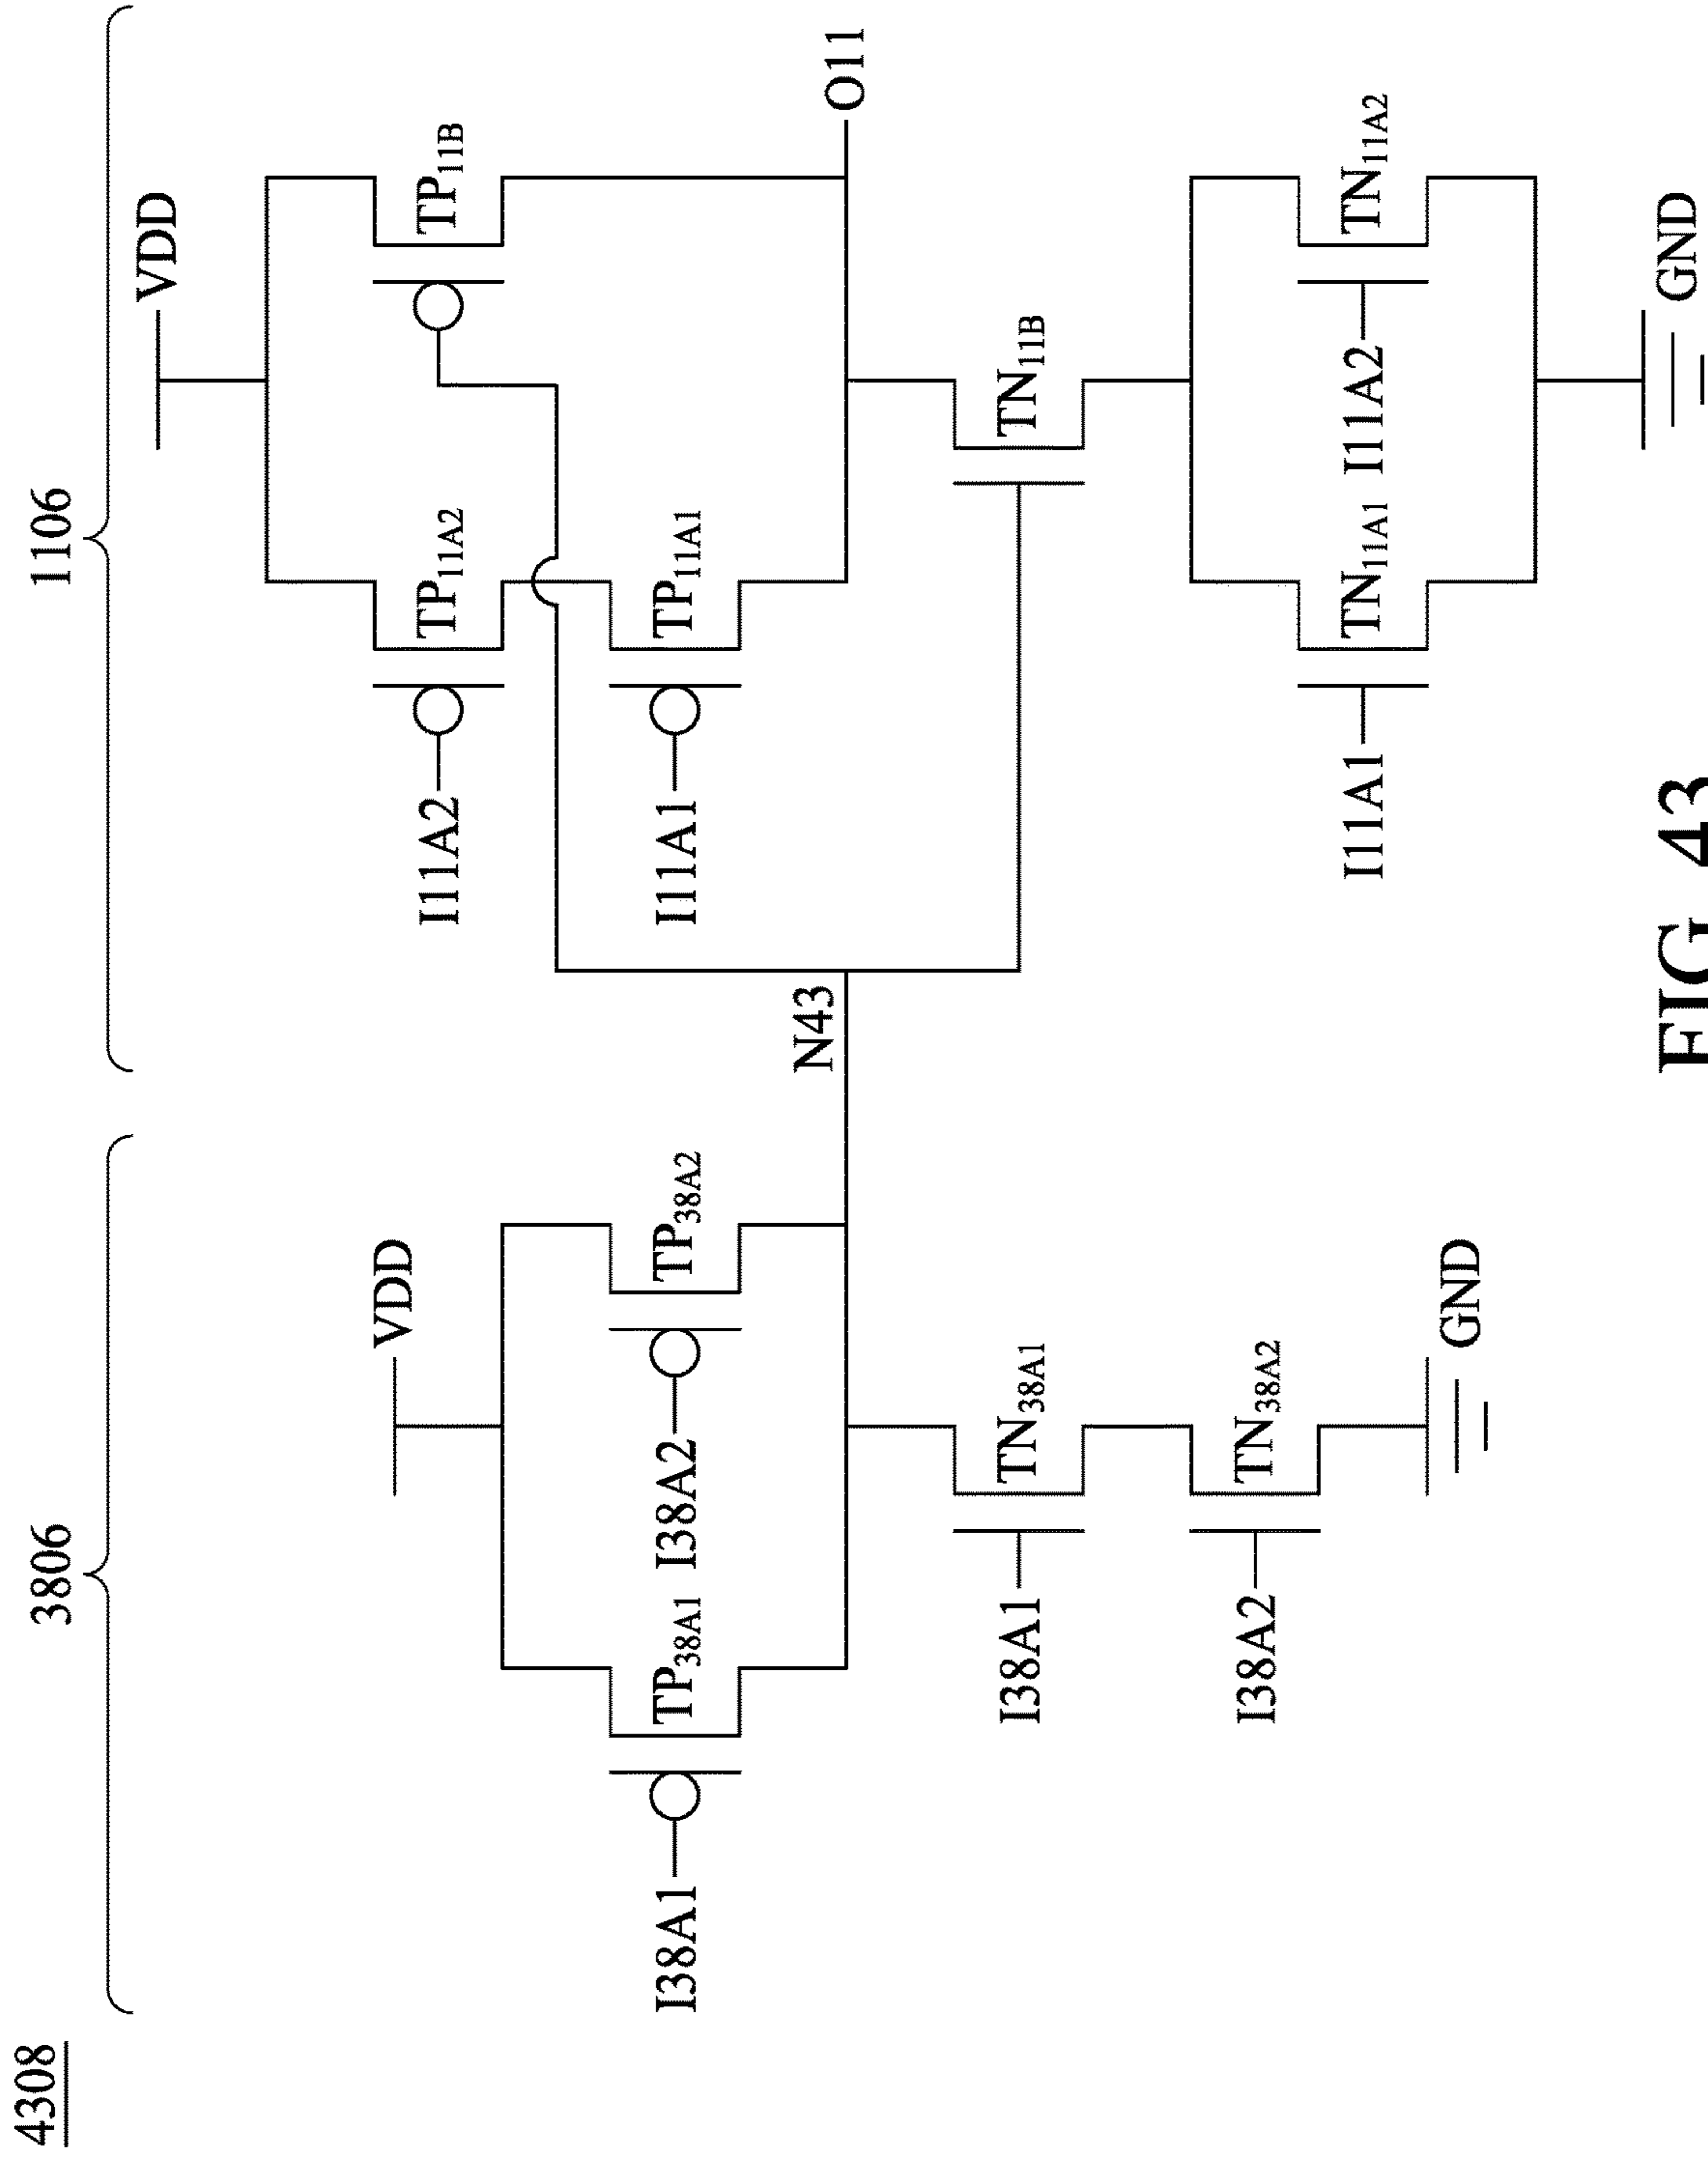 4308
3806
1106
VDD
I38A1
TP38A1
I38A2
TP38A2
I38A1
TN38A1
I38A2
TN38A2
GND
N43
VDD
I11A2
TP11A2
TP11B
I11A1
TP11A1
O11
TN11B
I11A1
TN11A1
I11A2
TN11A2
GND
FIG. 43